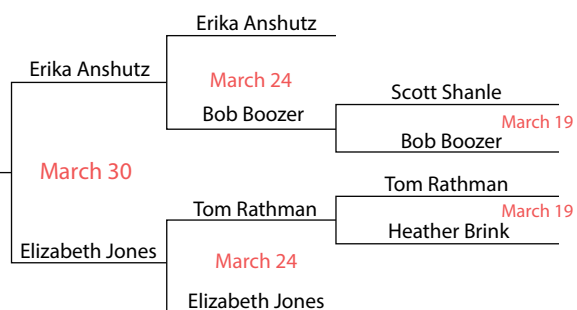 Erika Anshutz
Erika Anshutz
March 24
Scott Shanle
Bob Boozer
March 19
Bob Boozer
March 30
Tom Rathman
Tom Rathman
March 19
Heather Brink
Elizabeth Jones
March 24
Elizabeth Jones